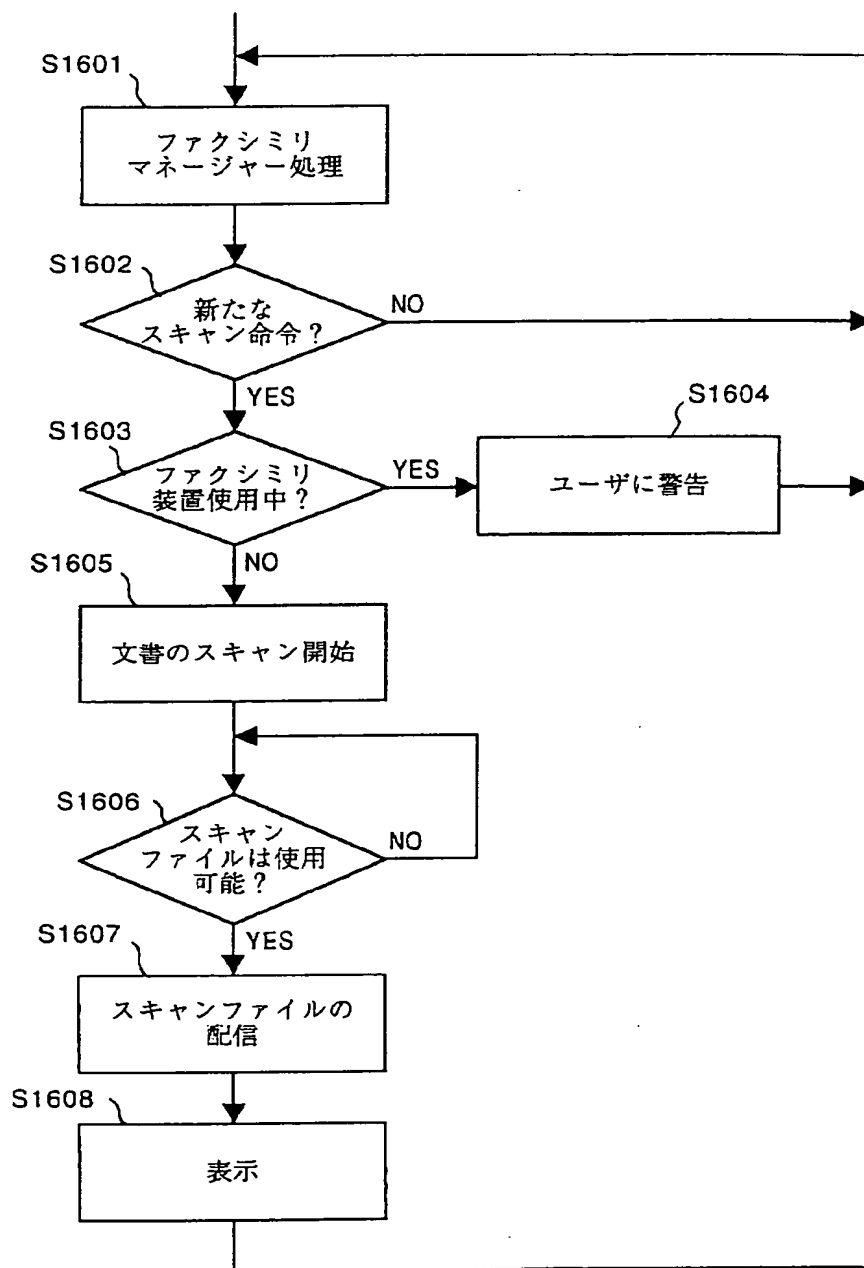 S1601
ファクシミリ
マネージャー処理
S1602
新たな
スキャン命令？
NO
YES
S1603
ファクシミリ
装置使用中？
YES
S1604
ユーザに警告
NO
S1605
文書のスキャン開始
S1606
スキャン
ファイルは使用
可能？
NO
YES
S1607
スキャンファイルの
配信
S1608
表示